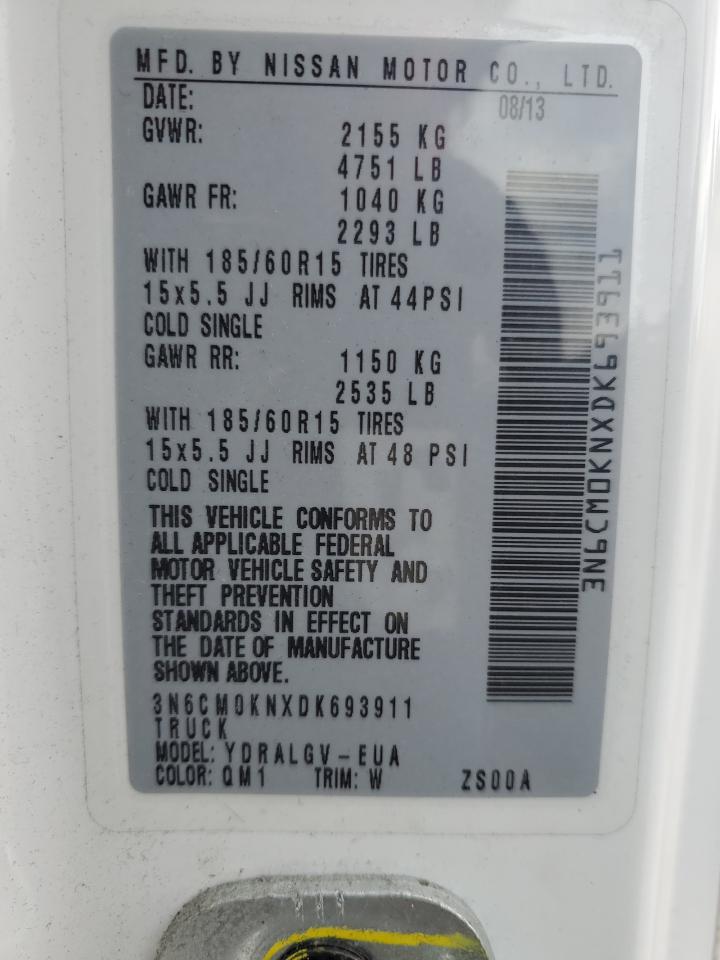 MFD. BY NISSAN MOTOR CO., LTD.
DATE: 08/13
GVWR: 2155 KG
4751 LB
GAWR FR: 1040 KG
2293 LB
WITH 185/60R15 TIRES
15x5.5 JJ RIMS AT 44PSI
COLD SINGLE
GAWR RR: 1150 KG
2535 LB
WITH 185/60R15 TIRES
15x5.5 JJ RIMS AT 48 PSI
COLD SINGLE
THIS VEHICLE CONFORMS TO
ALL APPLICABLE FEDERAL
MOTOR VEHICLE SAFETY AND
THEFT PREVENTION
STANDARDS IN EFFECT ON
THE DATE OF MANUFACTURE
SHOWN ABOVE.
3N6CM0KNXDK693911
TRUCK
MODEL: YDRALGV-EUA
COLOR: QM1 TRIM: W ZS00A
3N6CM0KNXDK693911